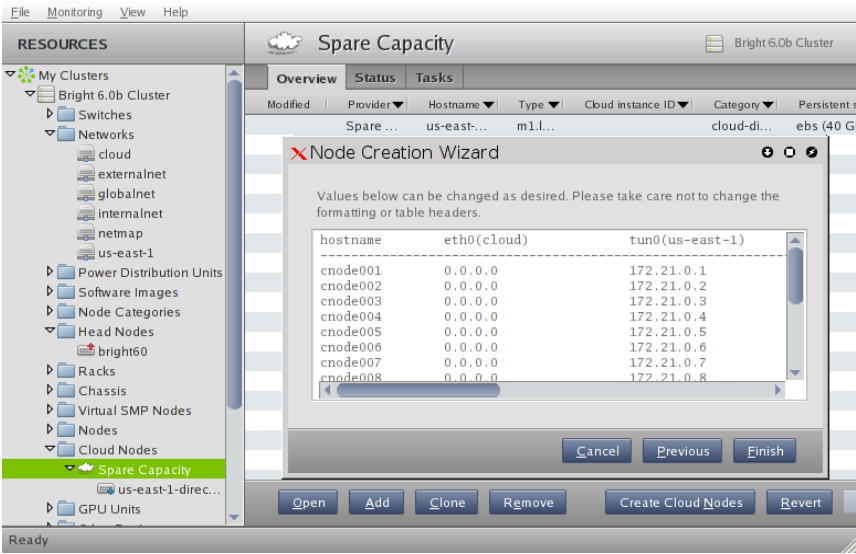 File Monitoring View Help
RESOURCES
Spare Capacity
Bright 6.0b Cluster
My Clusters
Bright 6.0b Cluster
Switches
Networks
cloud
externalnet
globalnet
internalnet
netmap
us-east-1
Power Distribution Units
Software Images
Node Categories
Head Nodes
bright60
Racks
Chassis
Virtual SMP Nodes
Nodes
Cloud Nodes
Spare Capacity
us-east-1-direc...
GPU Units
Overview Status Tasks
Modified Provider Hostname Type Cloud instance ID Category Persistent s
Spare ... us-east-... m1.l... cloud-di... ebs (40 G
Node Creation Wizard
Values below can be changed as desired. Please take care not to change the
formatting or table headers.
hostname eth0(cloud) tun0(us-east-1)
cnode001 0.0.0.0 172.21.0.1
cnode002 0.0.0.0 172.21.0.2
cnode003 0.0.0.0 172.21.0.3
cnode004 0.0.0.0 172.21.0.4
cnode005 0.0.0.0 172.21.0.5
cnode006 0.0.0.0 172.21.0.6
cnode007 0.0.0.0 172.21.0.7
cnode008 0.0.0.0 172.21.0.8
Cancel Previous Finish
Open Add Clone Remove Create Cloud Nodes Revert
Ready